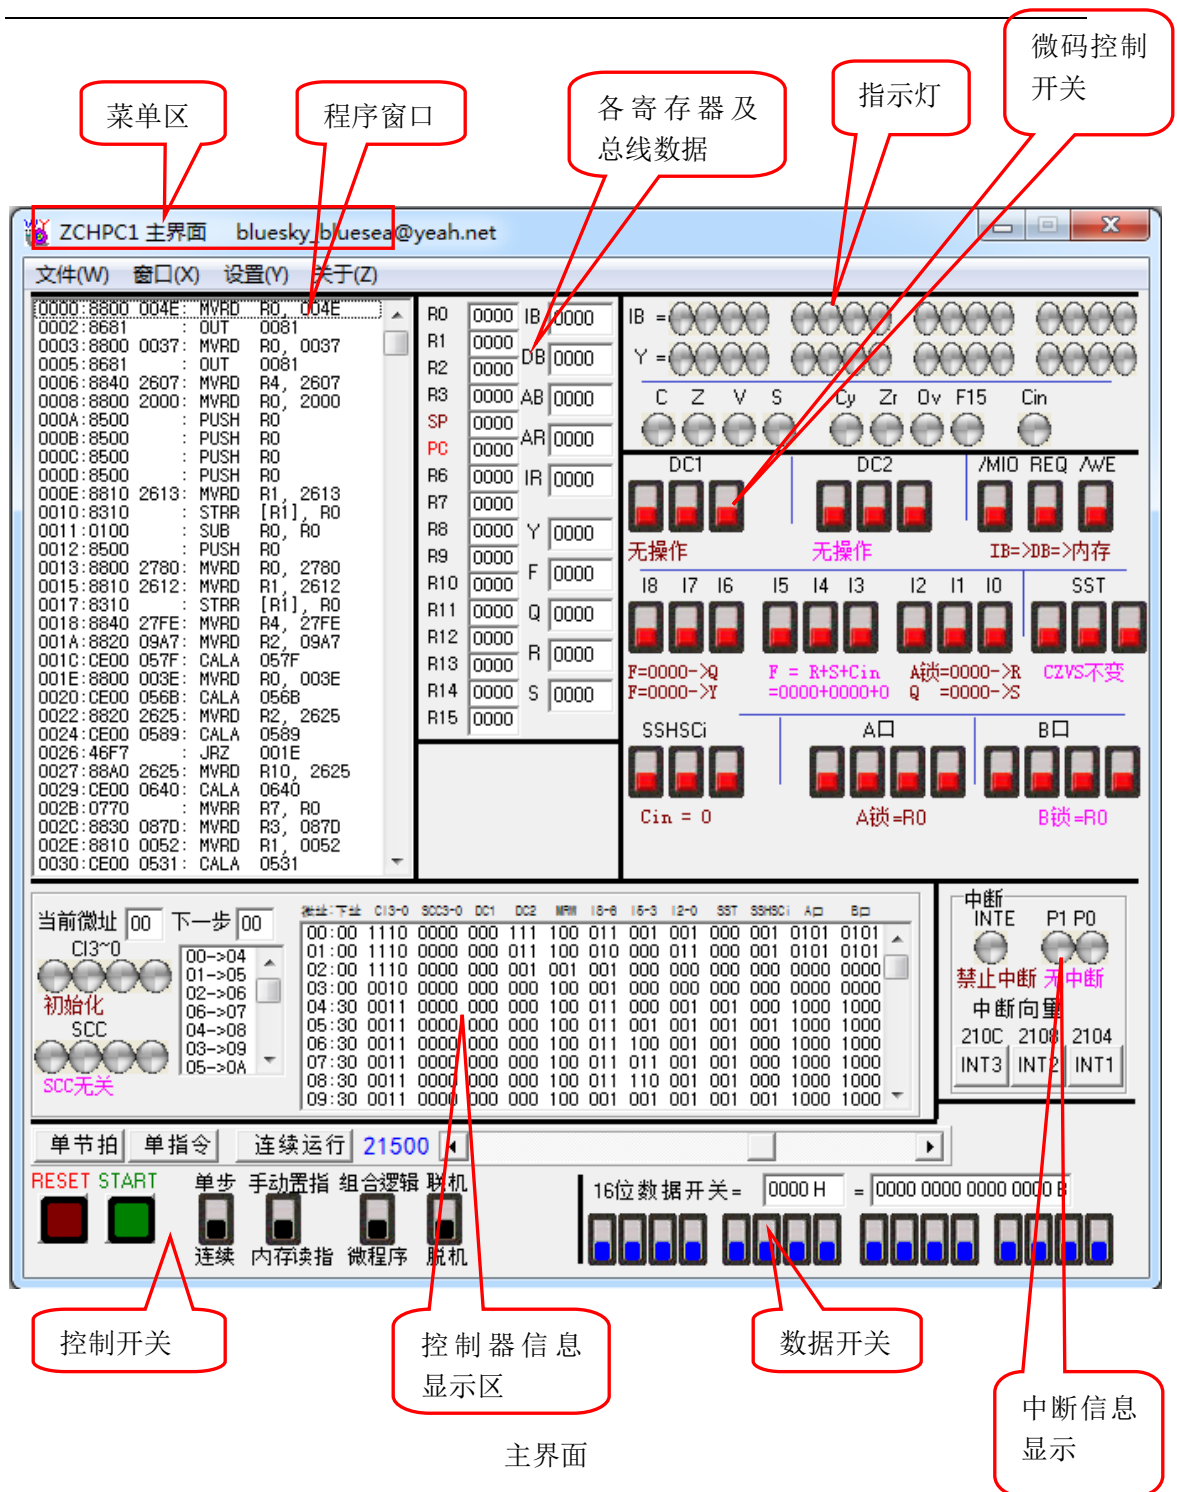 微码控制
开关
菜单区
程序窗口
各寄存器及
总线数据
指示灯
ZCHPC1 主界面 bluesky_bluesea@yeah.net
文件(W) 窗口(X) 设置(Y) 关于(Z)
0000:8800 004E: MVRD R0, 004E
0002:8681 : OUT 0081
0003:8800 0037: MVRD R0, 0037
0005:8681 : OUT 0081
0006:8840 2607: MVRD R4, 2607
0008:8800 2000: MVRD R0, 2000
000A:8500 : PUSH R0
000B:8500 : PUSH R0
000C:8500 : PUSH R0
000D:8500 : PUSH R0
000E:8810 2613: MVRD R1, 2613
0010:8310 : STRR [R1], R0
0011:0100 : SUB R0, R0
0012:8500 : PUSH R0
0013:8800 2780: MVRD R0, 2780
0015:8810 2612: MVRD R1, 2612
0017:8310 : STRR [R1], R0
0018:8840 27FE: MVRD R4, 27FE
001A:8820 09A7: MVRD R2, 09A7
001C:CE00 057F: CALA 057F
001E:8800 003E: MVRD R0, 003E
0020:CE00 056B: CALA 056B
0022:8820 2625: MVRD R2, 2625
0024:CE00 0589: CALA 0589
0026:46F7 : JRZ 001E
0027:88A0 2625: MVRD R10, 2625
0029:CE00 0640: CALA 0640
002B:0770 : MVRR R7, R0
002C:8830 087D: MVRD R3, 087D
002E:8810 0052: MVRD R1, 0052
0030:CE00 0531: CALA 0531
R0 0000 IB 0000
R1 0000
R2 0000 DB 0000
R3 0000 AB 0000
SP 0000
PC 0000 AR 0000
R6 0000 IR 0000
R7 0000
R8 0000 Y 0000
R9 0000
R10 0000 F 0000
R11 0000 Q 0000
R12 0000
R13 0000 R 0000
R14 0000 S 0000
R15 0000
IB =
Y =
C Z V S Cy Zr Ov F15 Cin
DC1 DC2 /MIO REQ /WE
无操作 无操作 IB=>DB=>内存
I8 I7 I6 I5 I4 I3 I2 I1 I0 SST
F=0000->Q F = R+S+Cin A锁=0000->R CZVS不变
F=0000->Y =0000+0000+0 Q =0000->S
SSHSCi A口 B口
Cin = 0 A锁=R0 B锁=R0
当前微址 00 下一步 00
CI3~0
初始化
SCC
SCC无关
00->04
01->05
02->06
06->07
04->08
03->09
05->0A
微址:下址 CI3-0 SCC3-0 DC1 DC2 MRW I8-6 I5-3 I2-0 SST SSHSCi A口 B口
00:00 1110 0000 000 111 100 011 001 001 000 001 0101 0101
01:00 1110 0000 000 011 100 010 000 011 000 001 0101 0101
02:00 1110 0000 000 001 001 001 000 000 000 000 0000 0000
03:00 0010 0000 000 000 100 000 000 000 000 000 0000 0000
04:30 0011 0000 000 000 100 011 000 001 001 000 1000 1000
05:30 0011 0000 000 000 100 011 001 001 001 001 1000 1000
06:30 0011 0000 000 000 100 011 100 001 001 000 1000 1000
07:30 0011 0000 000 000 100 011 011 001 001 000 1000 1000
08:30 0011 0000 000 000 100 011 110 001 001 000 1000 1000
09:30 0011 0000 000 000 100 001 001 001 001 001 1000 1000
中断
INTE P1 P0
禁止中断 无中断
中断向量
210C 2108 2104
INT3 INT2 INT1
单节拍 单指令 连续运行 21500
RESET START 单步 手动置指 组合逻辑 联机
连续 内存读指 微程序 脱机
16位数据开关= 0000 H = 0000 0000 0000 0000 B
控制开关
控制器信息
显示区
数据开关
中断信息
显示
主界面